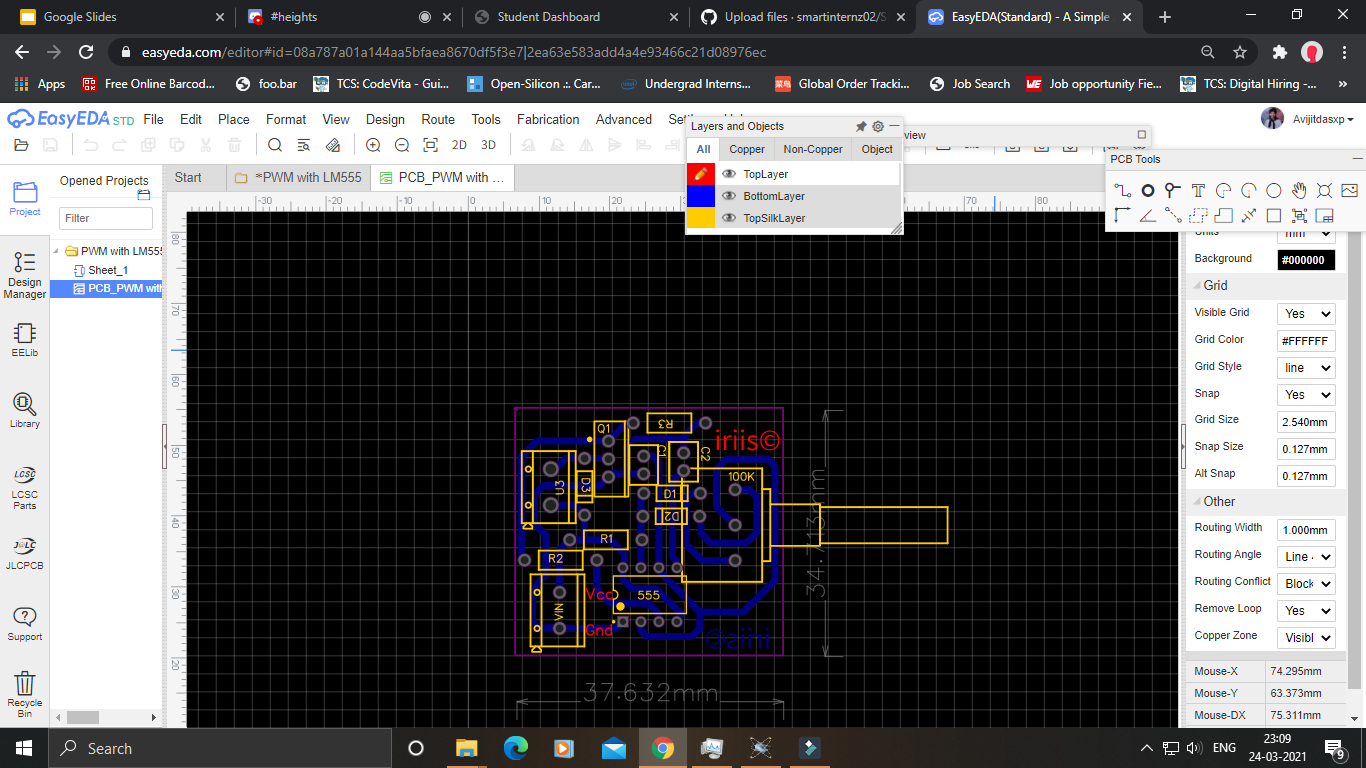 Google Slides
#heights
Student Dashboard
Upload files · smartinternz02/S
EasyEDA(Standard) - A Simple
easyeda.com/editor#id=08a787a01a144aa5bfaea8670df5f3e7|2ea63e583add4a4e93466c21d08976ec
Apps
Free Online Barcod...
foo.bar
TCS: CodeVita - Gui...
Open-Silicon .:. Car...
Undergrad Interns...
Global Order Tracki...
Job Search
Job opportunity Fie...
TCS: Digital Hiring -...
EasyEDA STD
File
Edit
Place
Format
View
Design
Route
Tools
Fabrication
Advanced
Avijitdasxp
2D
3D
Layers and Objects
view
All
Copper
Non-Copper
Object
TopLayer
BottomLayer
TopSilkLayer
PCB Tools
Project
Design
Manager
EELib
Library
LCSC
Parts
JLCPCB
Support
Recycle
Bin
Opened Projects
Filter
PWM with LM555
Sheet_1
PCB_PWM with
Start
*PWM with LM555
PCB_PWM with ...
-30
-20
-10
0
10
20
70
80
80
70
60
50
40
30
20
Q1
R3
iriis©
C2
U3
D3
100K
D1
D2
R1
R2
Vcc
555
VIN
Gnd
iriis©
34.713mm
37.632mm
Units
mm
Background
#000000
Grid
Visible Grid
Yes
Grid Color
#FFFFFF
Grid Style
line
Snap
Yes
Grid Size
2.540mm
Snap Size
0.127mm
Alt Snap
0.127mm
Other
Routing Width
1.000mm
Routing Angle
Line
Routing Conflict
Block
Remove Loop
Yes
Copper Zone
Visibl
Mouse-X
74.295mm
Mouse-Y
63.373mm
Mouse-DX
75.311mm
Search
ENG
23:09
24-03-2021
9